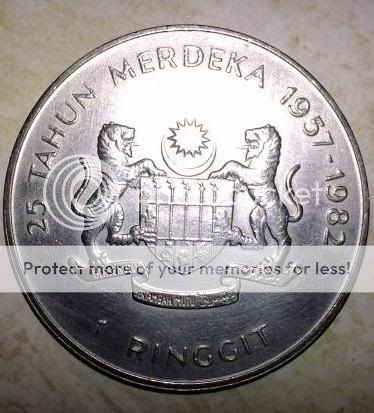 25 TAHUN MERDEKA 1957-1982
Protect more of your memories for less!
1 RINGGIT